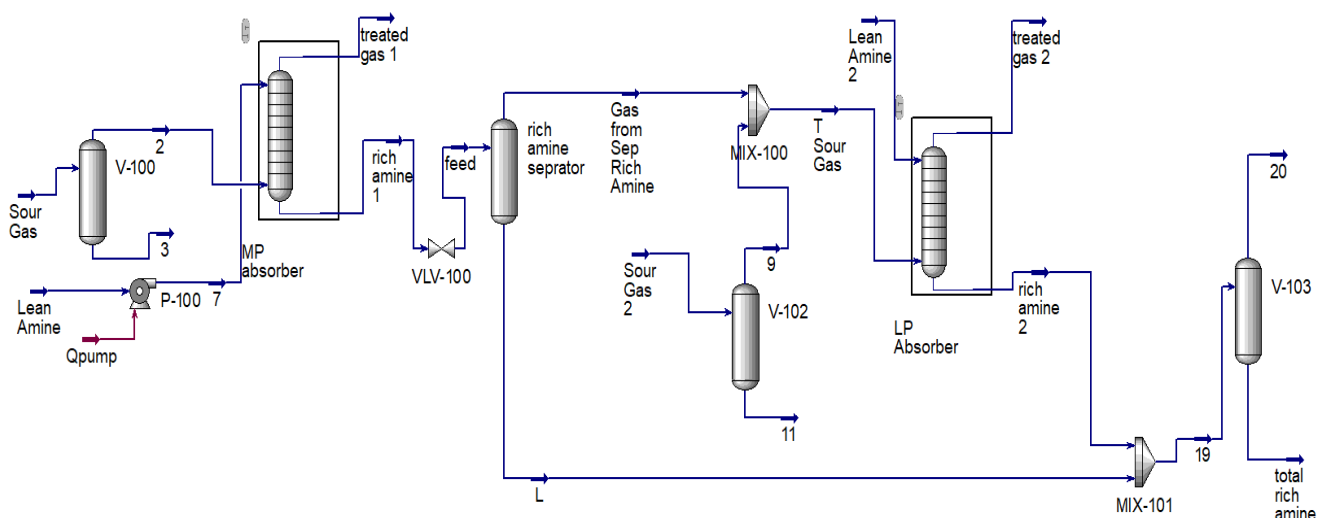 treated
gas 1
2
V-100
Sour
Gas
3
MP
absorber
P-100
7
Lean
Amine
Qpump
rich
amine
1
VLV-100
feed
rich
amine
seprator
Gas
from
Sep
Rich
Amine
MIX-100
T
Sour
Gas
Sour
Gas
2
9
V-102
11
L
Lean
Amine
2
treated
gas 2
LP
Absorber
rich
amine
2
MIX-101
19
20
V-103
total
rich
amine